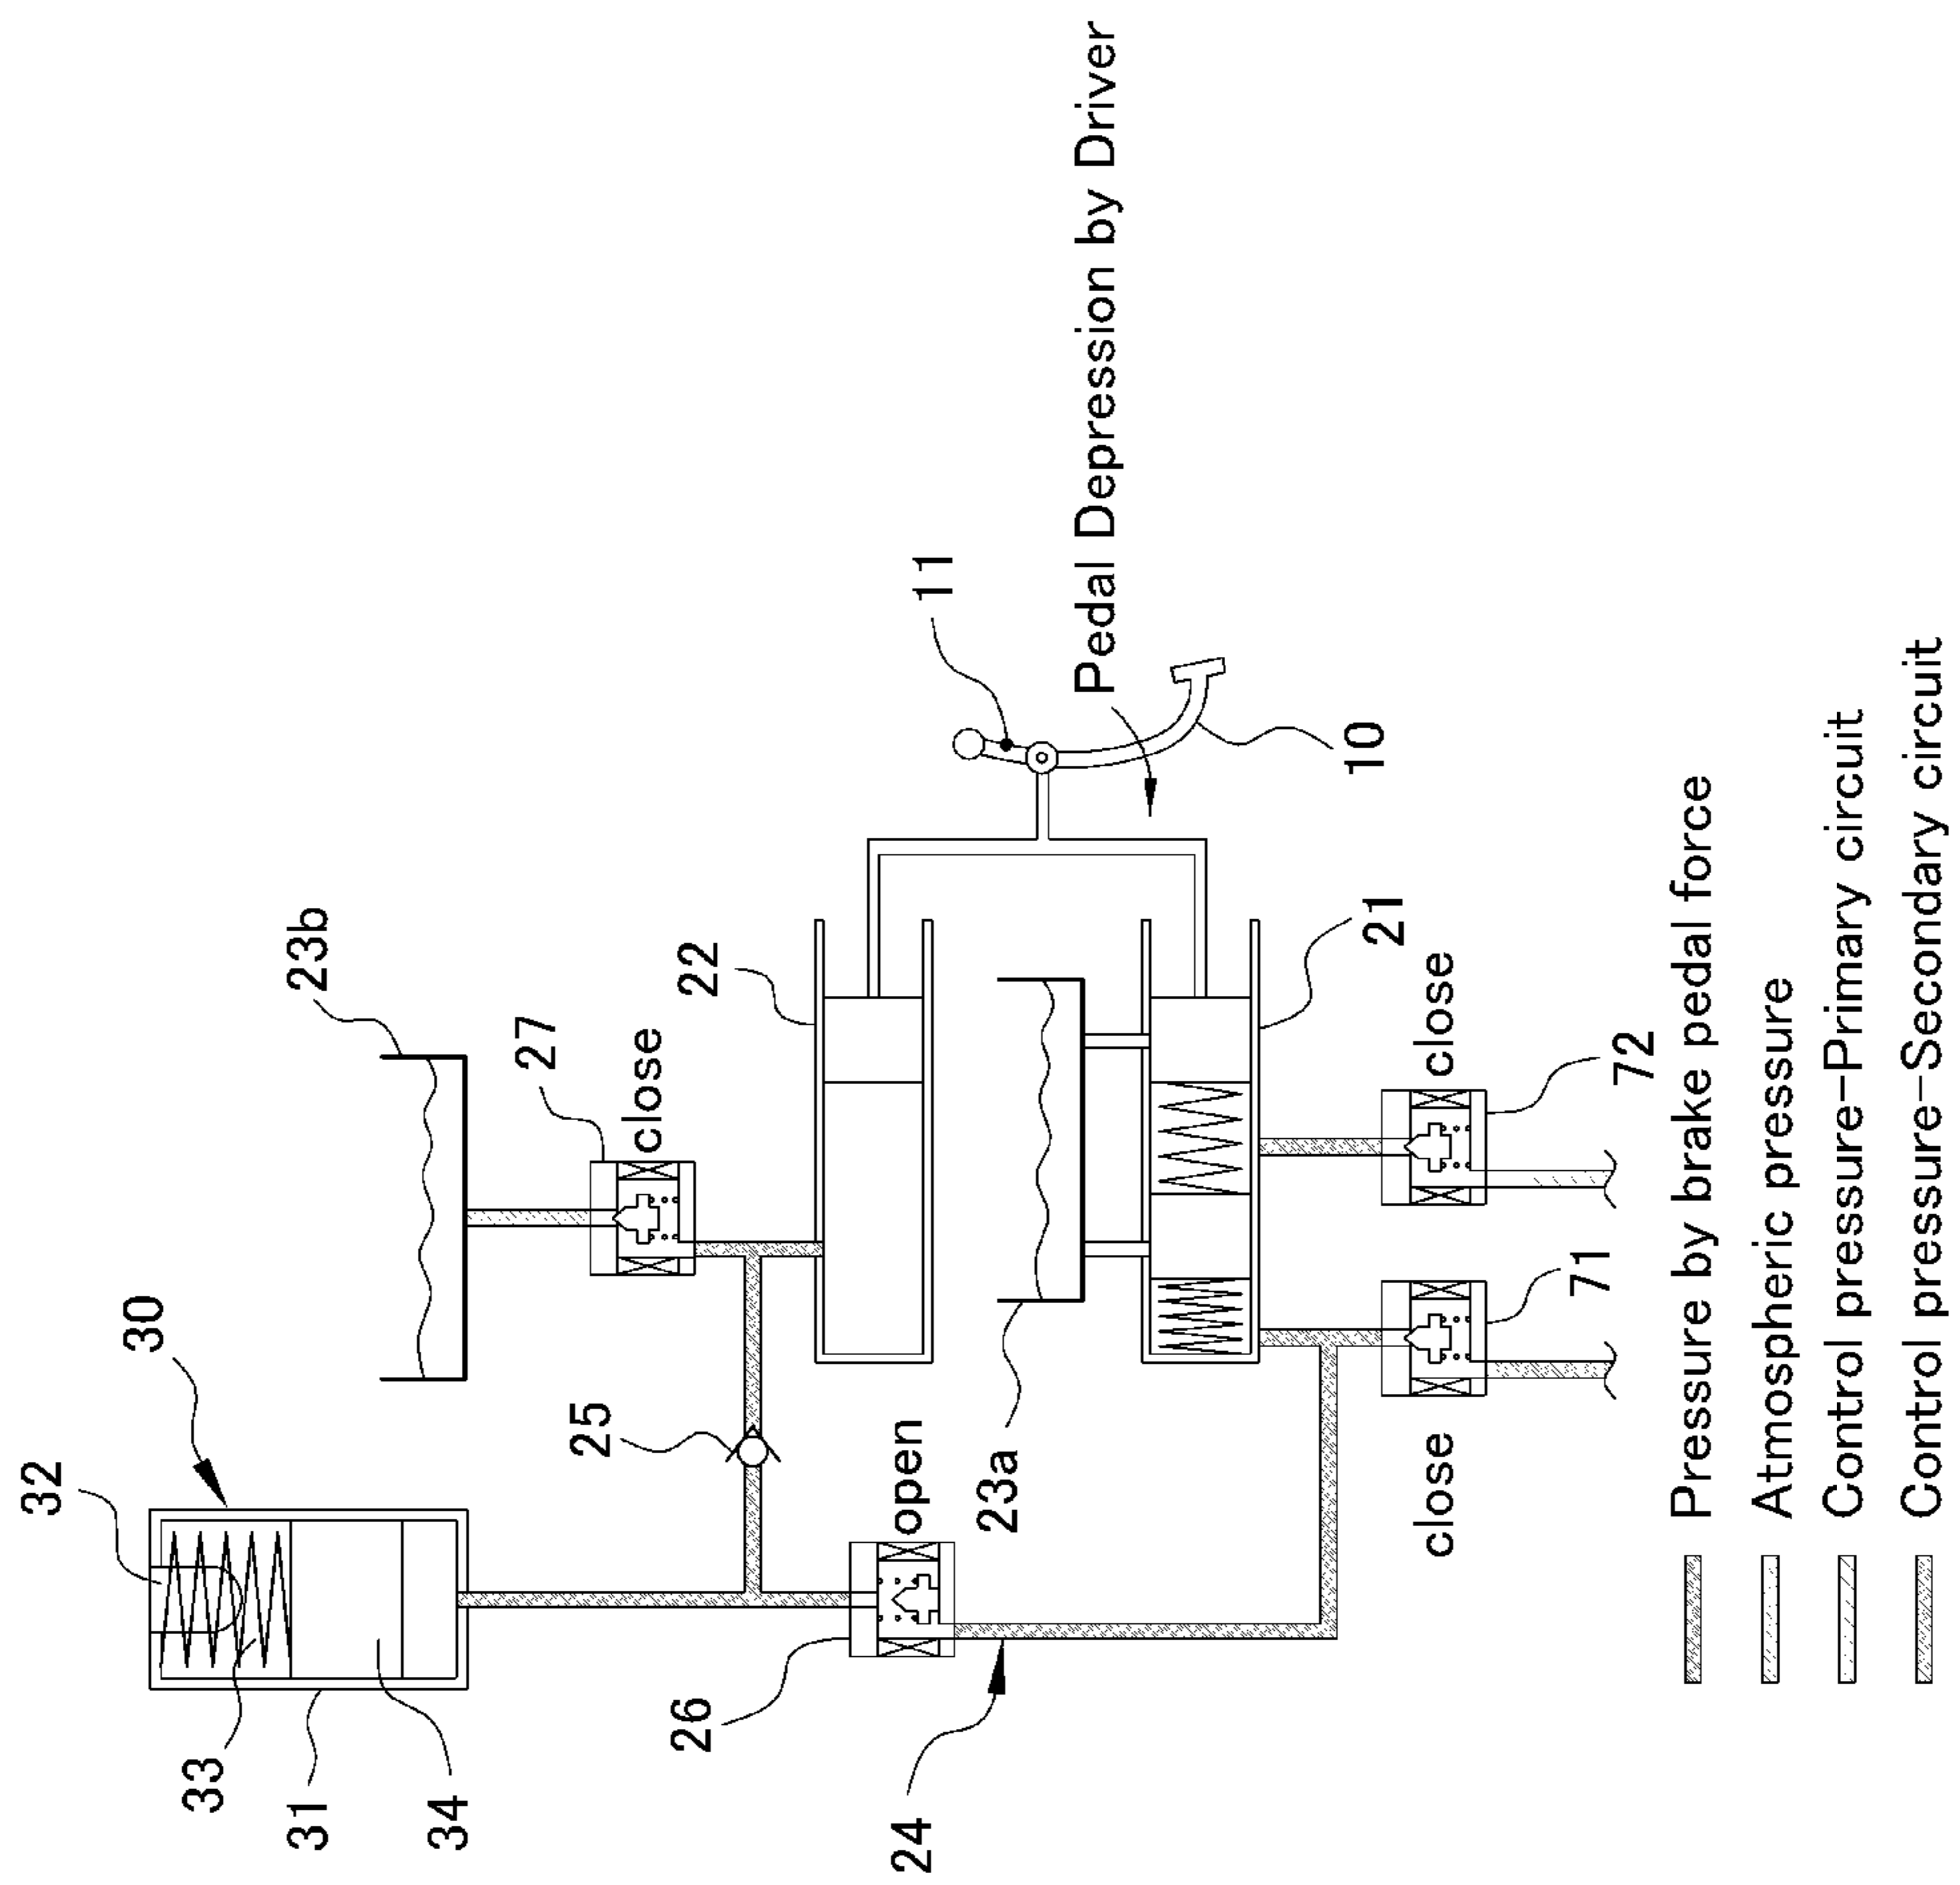 32
30
33
31
23b
34
27
25
close
26
22
24
open
11
23a
Pedal Depression by Driver
10
21
close
close
71
72
Pressure by brake pedal force
Atmospheric pressure
Control pressure-Primary circuit
Control pressure-Secondary circuit